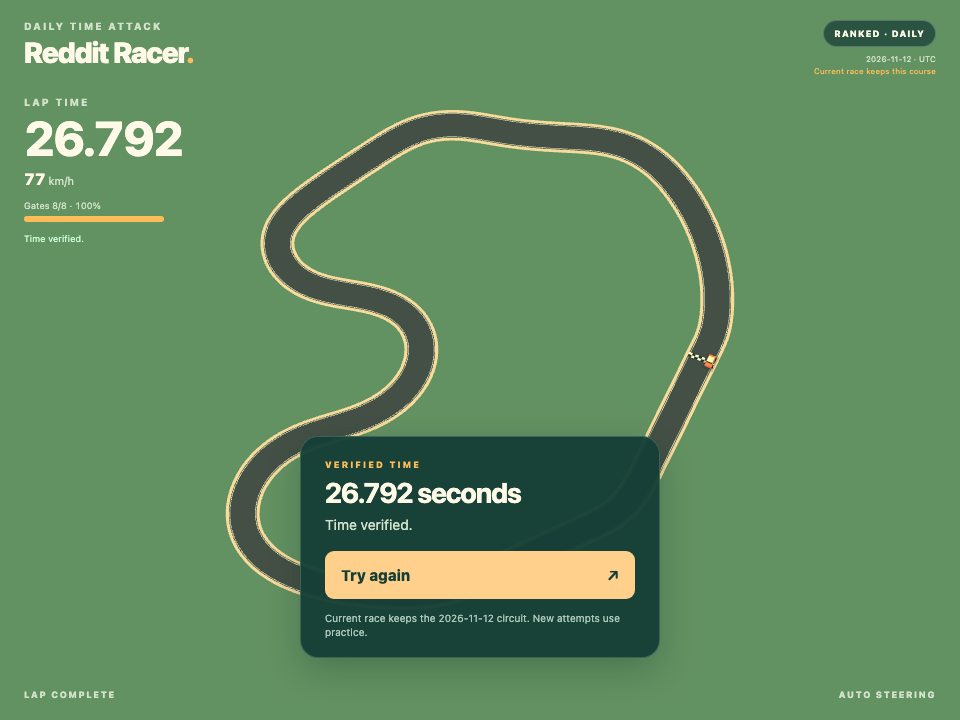 DAILY TIME ATTACK
Reddit Racer.
RANKED · DAILY
2026-11-12 · UTC
Current race keeps this course
LAP TIME
26.792
77 km/h
Gates 8/8 · 100%
Time verified.
VERIFIED TIME
26.792 seconds
Time verified.
Try again ↗
Current race keeps the 2026-11-12 circuit. New attempts use
practice.
LAP COMPLETE
AUTO STEERING